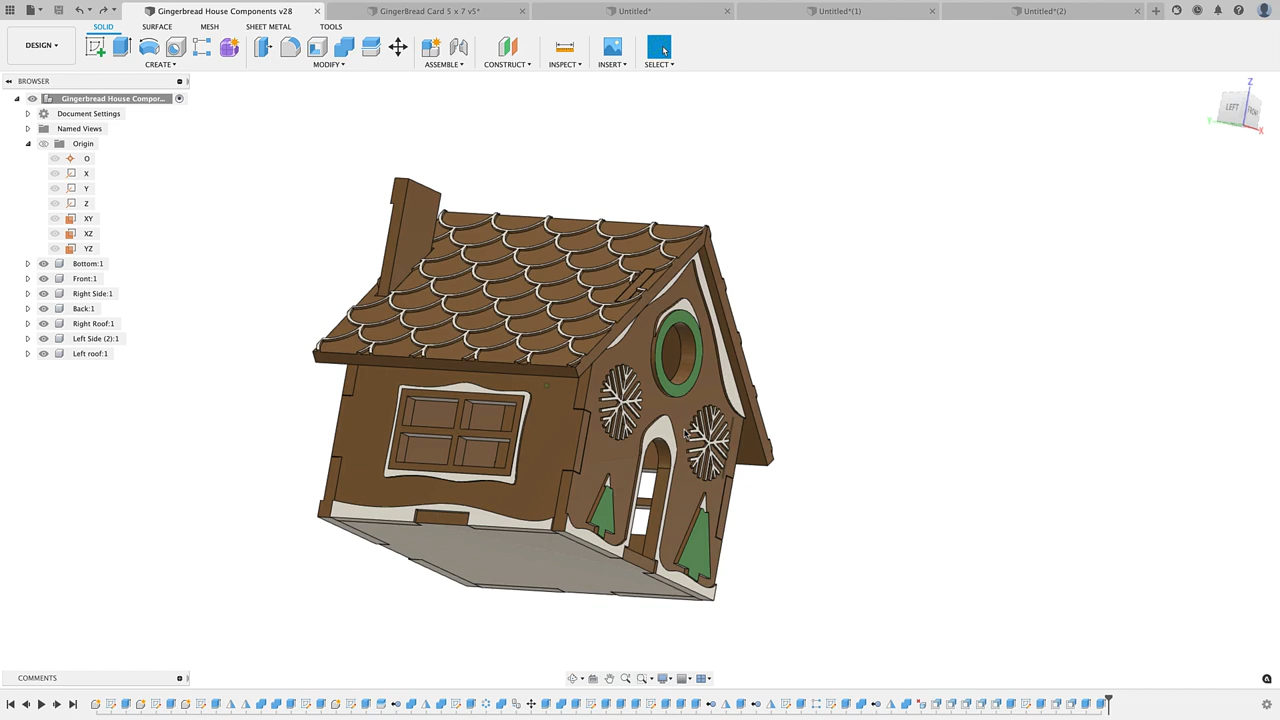 Gingerbread House Components v28
GingerBread Card 5 x 7 v5*
Untitled*
Untitled*(1)
Untitled*(2)
SOLID
SURFACE
MESH
SHEET METAL
TOOLS
DESIGN
CREATE
MODIFY
ASSEMBLE
CONSTRUCT
INSPECT
INSERT
SELECT
BROWSER
Gingerbread House Compor...
Document Settings
Named Views
Origin
O
X
Y
Z
XY
XZ
YZ
Bottom:1
Front:1
Right Side:1
Back:1
Right Roof:1
Left Side (2):1
Left roof:1
Z
LEFT
Y
X
COMMENTS